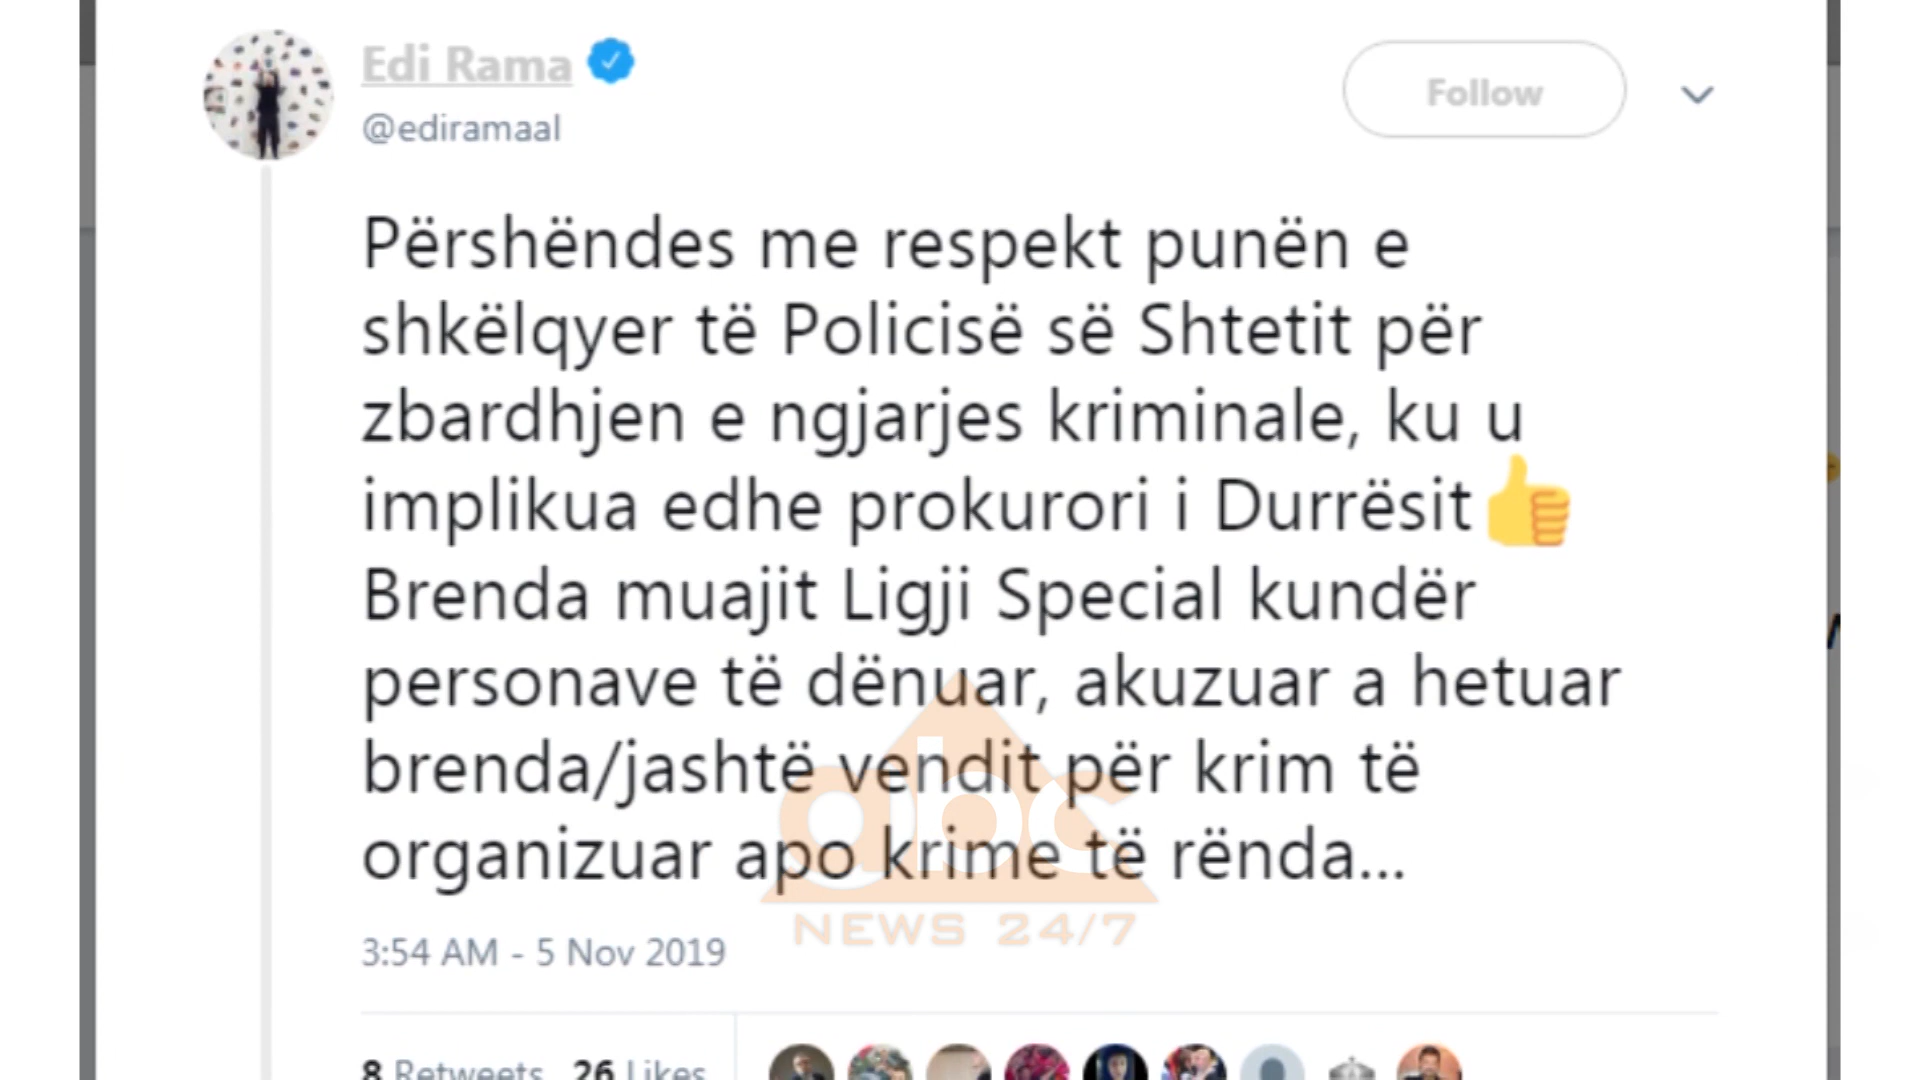 Edi Rama
@ediramaal
Follow
Përshëndes me respekt punën e
shkëlqyer të Policisë së Shtetit për
zbardhjen e ngjarjes kriminale, ku u
implikua edhe prokurori i Durrësit👍
Brenda muajit Ligji Special kundër
personave të dënuar, akuzuar a hetuar
brenda/jashtë vendit për krim të
organizuar apo krime të rënda...
abc
NEWS 24/7
3:54 AM - 5 Nov 2019
8 Retweets 26 Likes